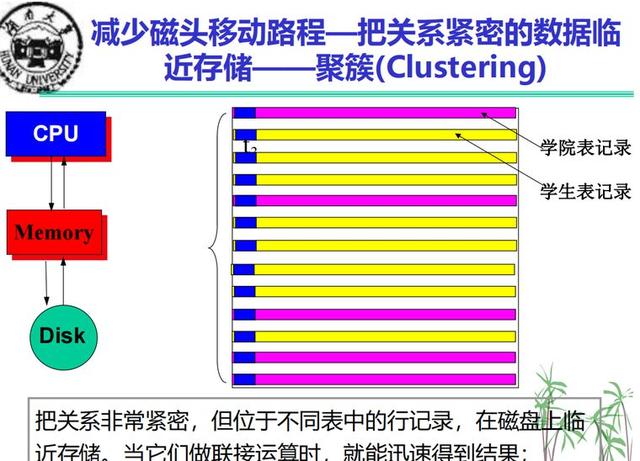 减少磁头移动路程—把关系紧密的数据临
近存储——聚簇(Clustering)
HUNAN UNIVERSITY
CPU
Memory
Disk
学院表记录
学生表记录
把关系非常紧密，但位于不同表中的行记录，在磁盘上临
近存储。当它们做联接运算时，就能迅速得到结果；